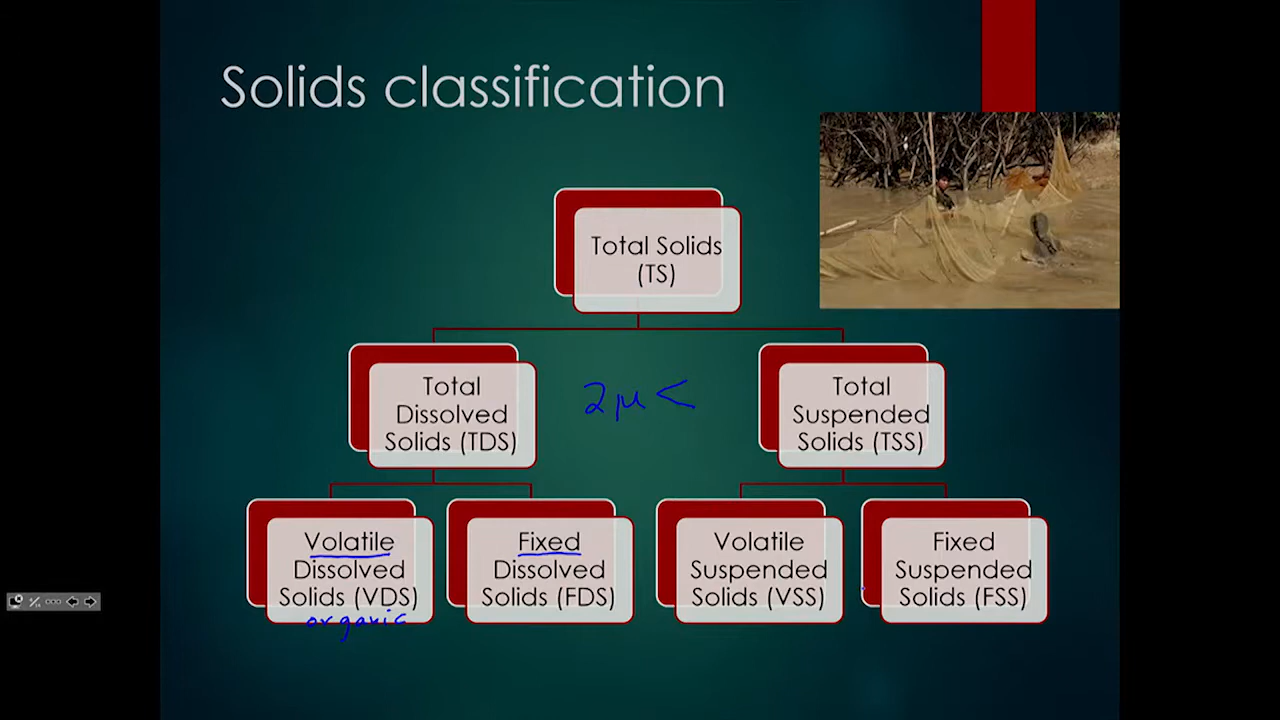 Solids classification
Total Solids
(TS)
Total
Dissolved
Solids (TDS)
2μ <
Total
Suspended
Solids (TSS)
Volatile
Dissolved
Solids (VDS)
organic
Fixed
Dissolved
Solids (FDS)
Volatile
Suspended
Solids (VSS)
Fixed
Suspended
Solids (FSS)